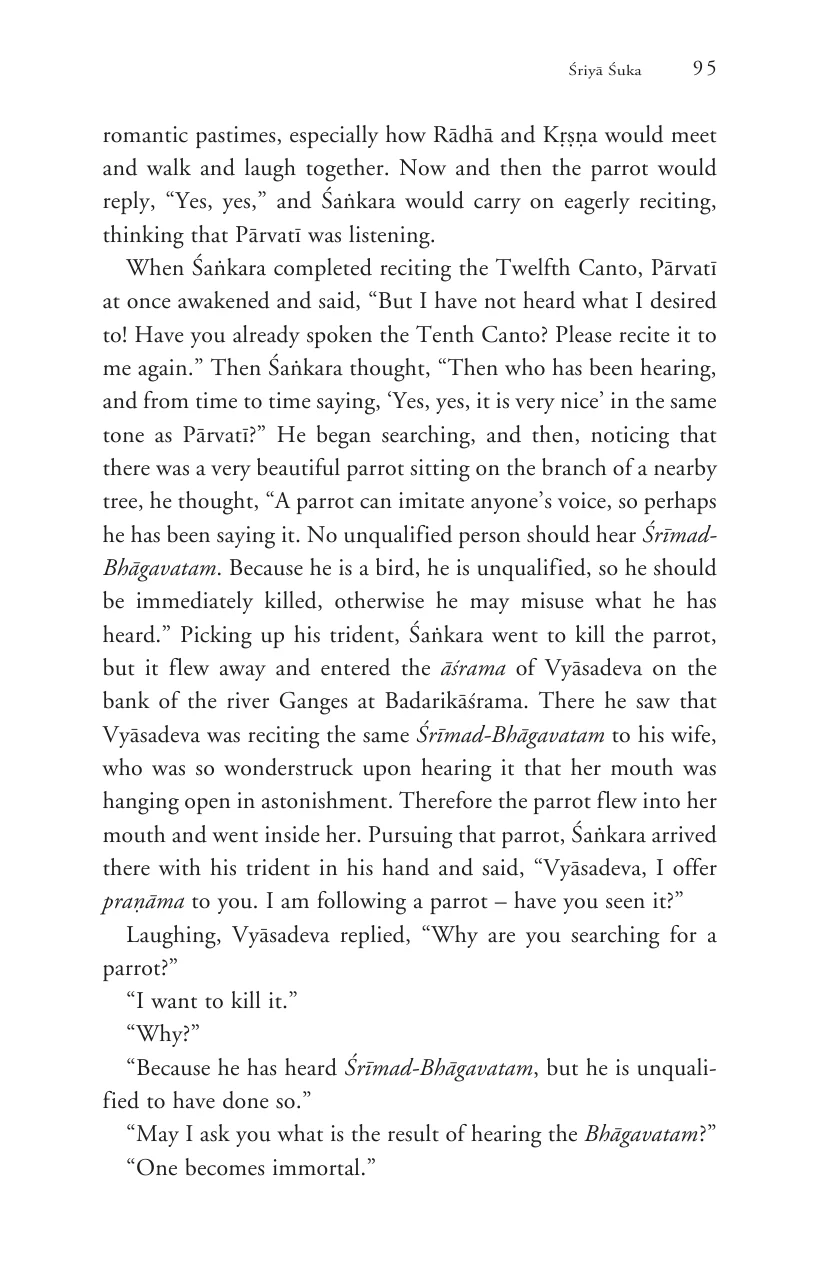 Śriyā Śuka 95
romantic pastimes, especially how Rādhā and Kṛṣṇa would meet
and walk and laugh together. Now and then the parrot would
reply, “Yes, yes,” and Śaṅkara would carry on eagerly reciting,
thinking that Pārvatī was listening.
When Śaṅkara completed reciting the Twelfth Canto, Pārvatī
at once awakened and said, “But I have not heard what I desired
to! Have you already spoken the Tenth Canto? Please recite it to
me again.” Then Śaṅkara thought, “Then who has been hearing,
and from time to time saying, ‘Yes, yes, it is very nice’ in the same
tone as Pārvatī?” He began searching, and then, noticing that
there was a very beautiful parrot sitting on the branch of a nearby
tree, he thought, “A parrot can imitate anyone’s voice, so perhaps
he has been saying it. No unqualified person should hear Śrīmad-
Bhāgavatam. Because he is a bird, he is unqualified, so he should
be immediately killed, otherwise he may misuse what he has
heard.” Picking up his trident, Śaṅkara went to kill the parrot,
but it flew away and entered the āśrama of Vyāsadeva on the
bank of the river Ganges at Badarikāśrama. There he saw that
Vyāsadeva was reciting the same Śrīmad-Bhāgavatam to his wife,
who was so wonderstruck upon hearing it that her mouth was
hanging open in astonishment. Therefore the parrot flew into her
mouth and went inside her. Pursuing that parrot, Śaṅkara arrived
there with his trident in his hand and said, “Vyāsadeva, I offer
praṇāma to you. I am following a parrot – have you seen it?”
Laughing, Vyāsadeva replied, “Why are you searching for a
parrot?”
“I want to kill it.”
“Why?”
“Because he has heard Śrīmad-Bhāgavatam, but he is unquali-
fied to have done so.”
“May I ask you what is the result of hearing the Bhāgavatam?”
“One becomes immortal.”